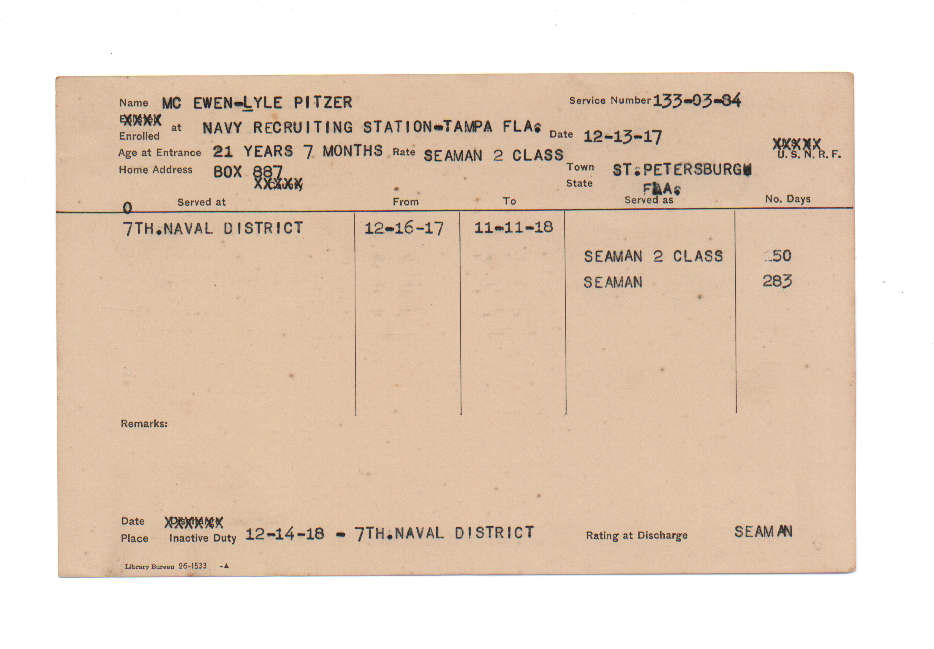 Name MC EWEN-LYLE PITZER Service Number 133-03-84
Enrolled at NAVY RECRUITING STATION-TAMPA FLA. Date 12-13-17
Age at Entrance 21 YEARS 7 MONTHS Rate SEAMAN 2 CLASS U. S. N. R. F.
Home Address BOX 887 Town ST.PETERSBURG
XXXXX State FLA.
0 Served at From To Served as No. Days
7TH.NAVAL DISTRICT 12-16-17 11-11-18
SEAMAN 2 CLASS 50
SEAMAN 283
Remarks:
Date
Place Inactive Duty 12-14-18 - 7TH.NAVAL DISTRICT Rating at Discharge SEAMAN
Library Bureau 26-1533 -A